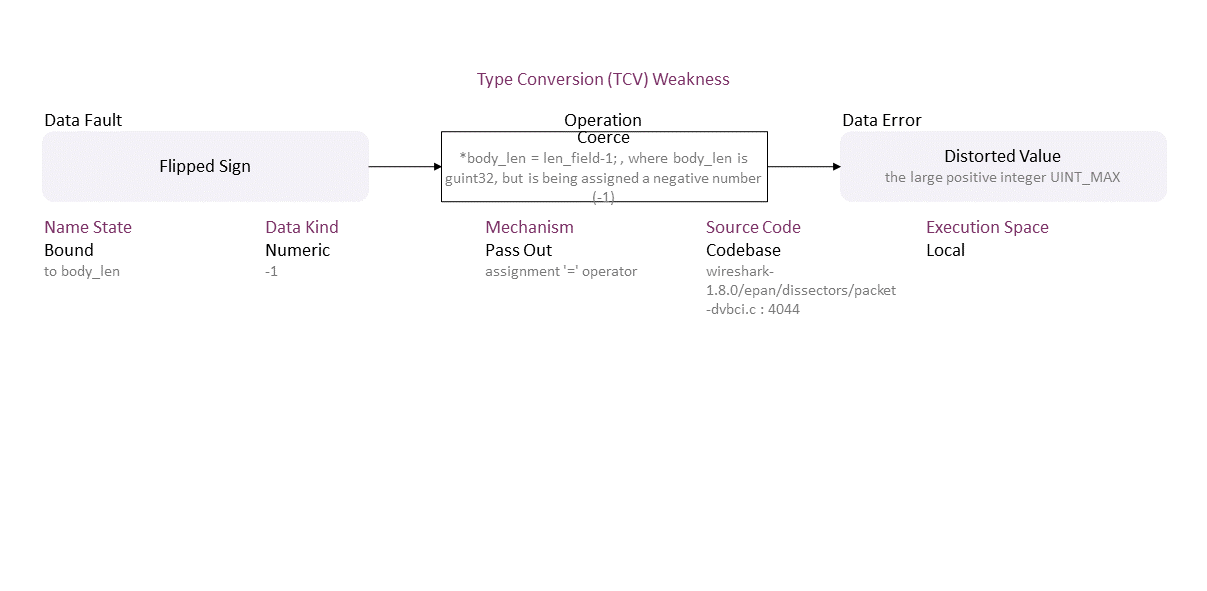 Type Conversion (TCV) Weakness
Data Fault
Operation
Data Error
Flipped Sign
Coerce
*body_len = len_field-1; , where body_len is
guint32, but is being assigned a negative number
(-1)
Distorted Value
the large positive integer UINT_MAX
Name State
Bound
to body_len
Data Kind
Numeric
-1
Mechanism
Pass Out
assignment '=' operator
Source Code
Codebase
wireshark-
1.8.0/epan/dissectors/packet
-dvbci.c : 4044
Execution Space
Local